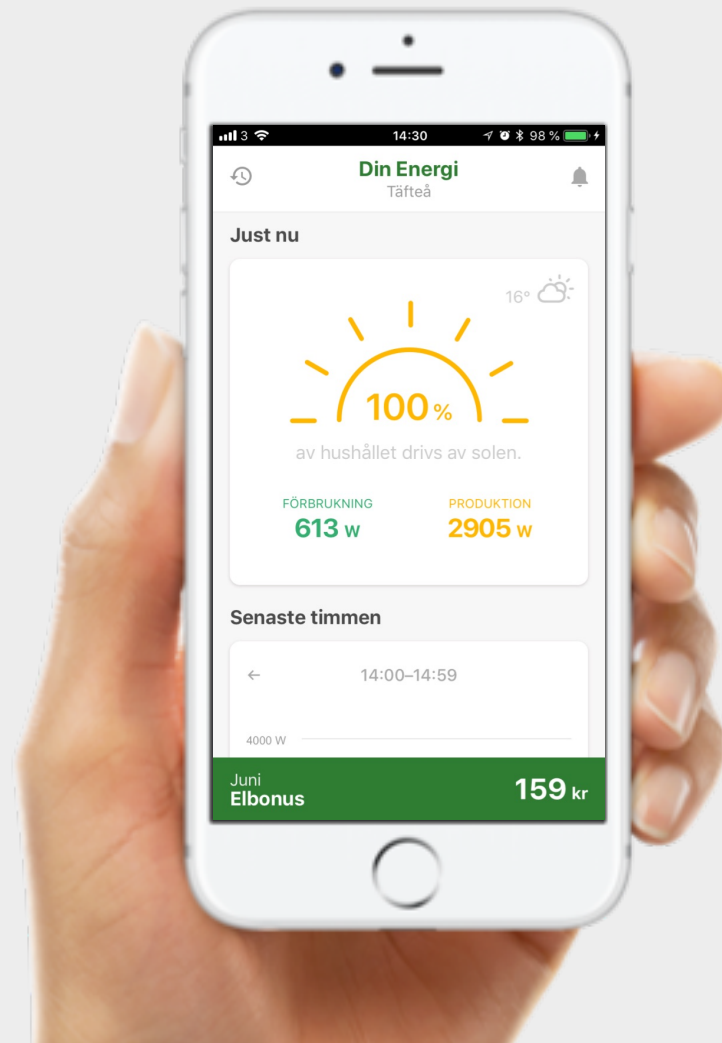 3 14:30 98 %
Din Energi
Täfteå
Just nu
16°
100 %
av hushållet drivs av solen.
FÖRBRUKNING PRODUKTION
613 W 2905 W
Senaste timmen
← 14:00–14:59
4000 W
Juni
Elbonus 159 kr